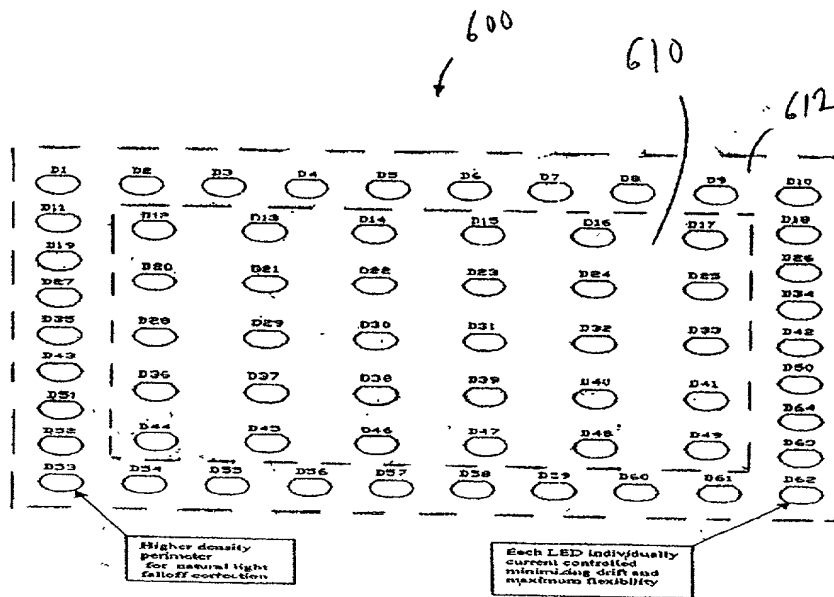 600
610
612
D1 D2 D3 D4 D5 D6 D7 D8 D9 D10
D11 D12 D13 D14 D15 D16 D17 D18
D19 D20 D21 D22 D23 D24 D25 D26
D27 D28 D29 D30 D31 D32 D33 D34
D35 D36 D37 D38 D39 D40 D41 D42
D43 D44 D45 D46 D47 D48 D49 D50
D51 D64
D52 D63
D53 D54 D55 D56 D57 D58 D59 D60 D61 D62
Higher density
perimeter
for natural light
falloff correction
Each LED individually
current controlled
minimizing drift and
maximum flexibility